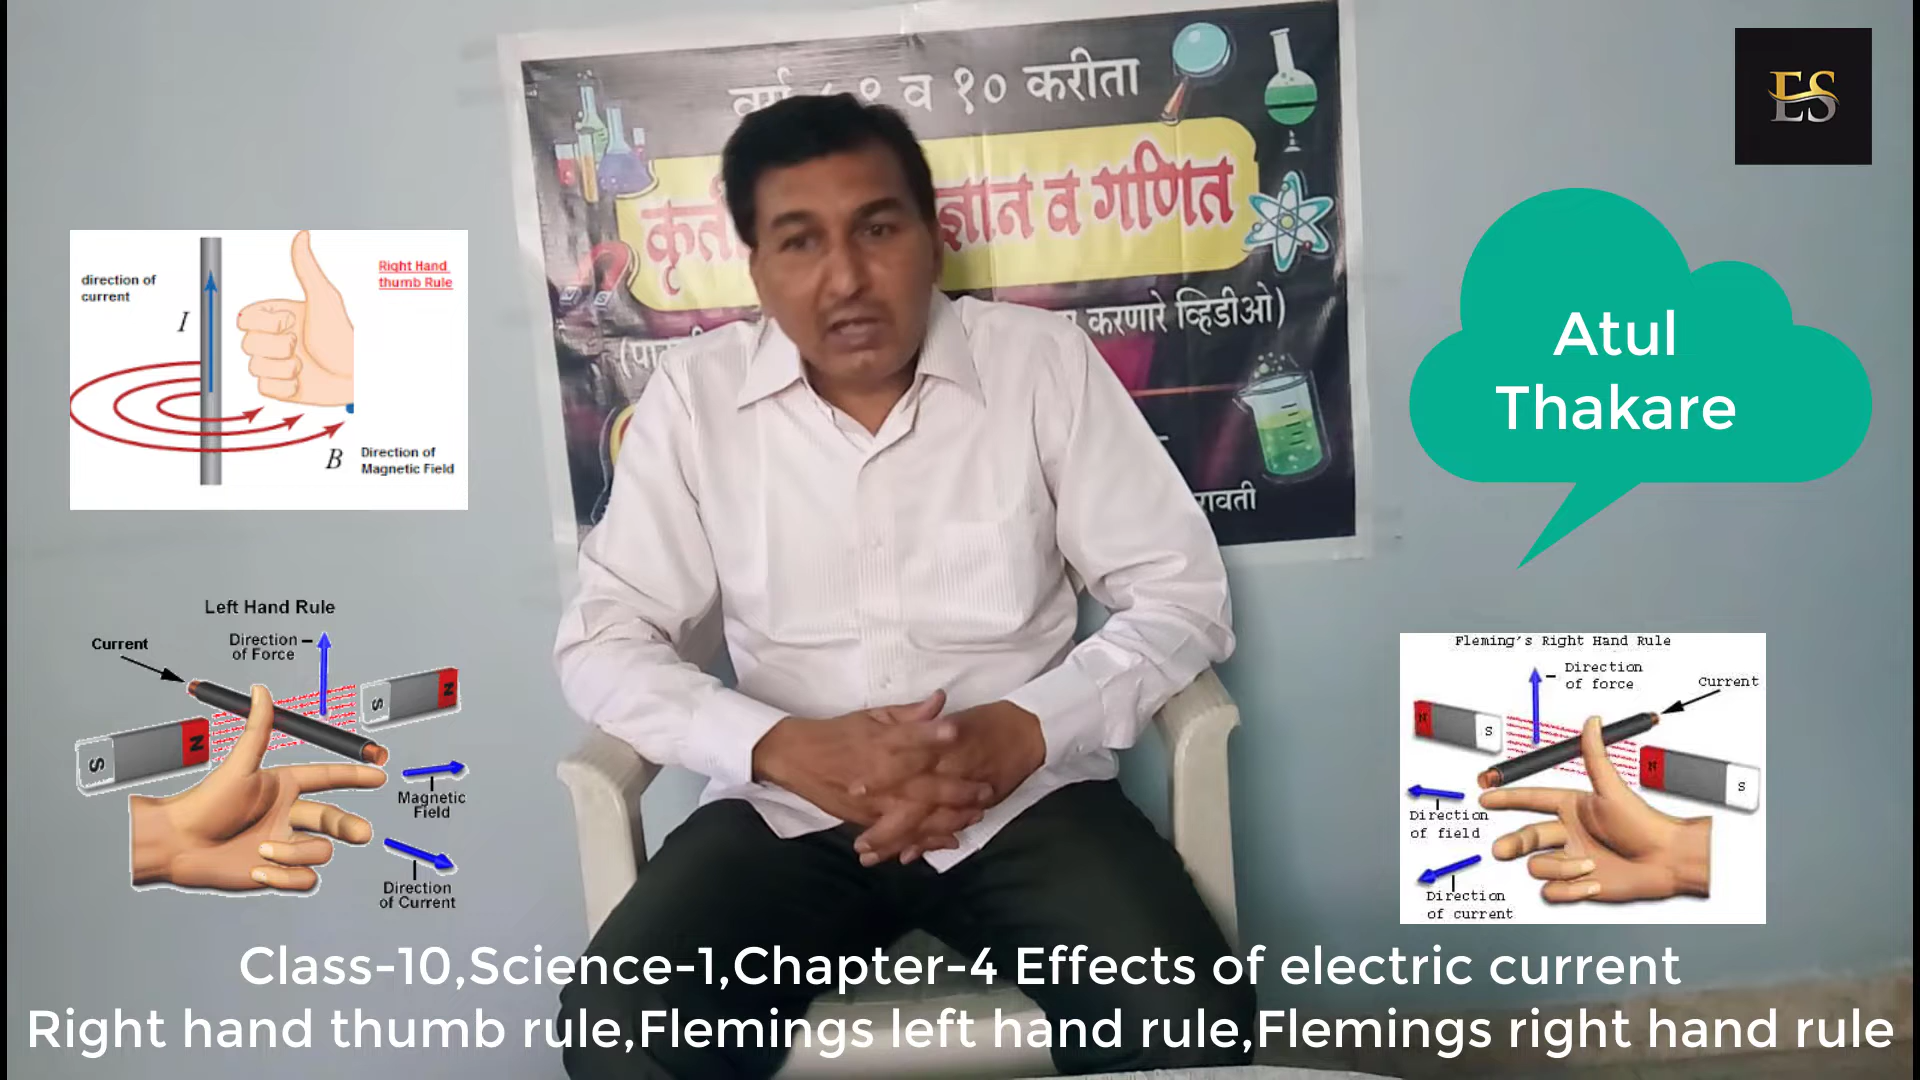 ES
वर्ग ९ व १० करीता
ज्ञान व गणित
करणारे व्हिडीओ)
Atul
Thakare
direction of
current
I
Right Hand
thumb Rule
B
Direction of
Magnetic Field
Left Hand Rule
Current
Direction
of Force
N
S
S
N
Magnetic
Field
Direction
of Current
Fleming's Right Hand Rule
Direction
of force
Current
N
S
N
S
Direction
of field
Direction
of current
Class-10,Science-1,Chapter-4 Effects of electric current
Right hand thumb rule,Flemings left hand rule,Flemings right hand rule